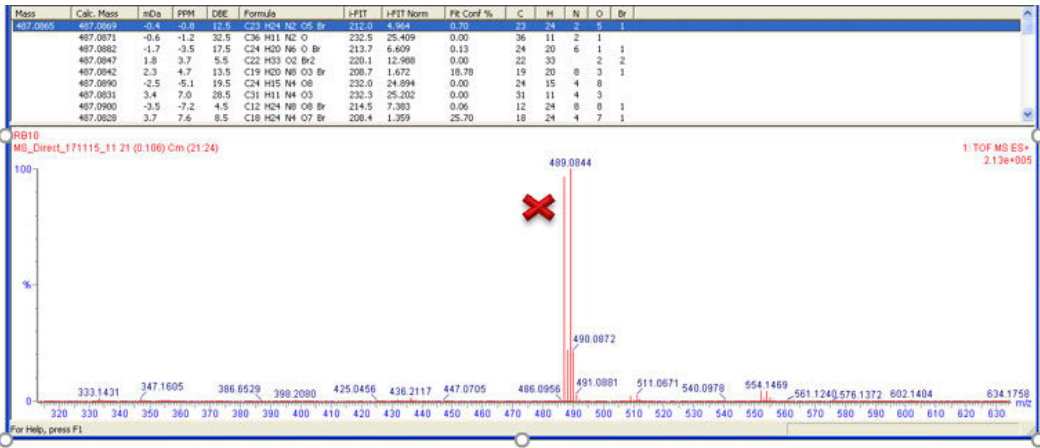 Mass Calc. Mass mDa PPM DBE Formula i-FIT i-FIT Norm Fit Conf % C H N O Br
487.0865 487.0869 -0.4 -0.8 12.5 C23 H24 N2 O5 Br 212.0 4.964 0.70 23 24 2 5 1
487.0871 -0.6 -1.2 32.5 C36 H11 N2 O 232.5 25.409 0.00 36 11 2 1
487.0882 -1.7 -3.5 17.5 C24 H20 N6 O Br 213.7 6.609 0.13 24 20 6 1 1
487.0847 1.8 3.7 5.5 C22 H33 O2 Br2 220.1 12.988 0.00 22 33 2 2
487.0842 2.3 4.7 13.5 C19 H20 N8 O3 Br 208.7 1.672 18.78 19 20 8 3 1
487.0890 -2.5 -5.1 19.5 C24 H15 N4 O8 232.0 24.894 0.00 24 15 4 8
487.0831 3.4 7.0 28.5 C31 H11 N4 O3 232.3 25.202 0.00 31 11 4 3
487.0900 -3.5 -7.2 4.5 C12 H24 N8 O8 Br 214.5 7.383 0.06 12 24 8 8 1
487.0828 3.7 7.6 8.5 C18 H24 N4 O7 Br 208.4 1.359 25.70 18 24 4 7 1
RB10
MS_Direct_171115_11 21 (0.106) Cm (21:24)
1: TOF MS ES+
2.13e+005
100
489.0844
%
490.0872
333.1431 347.1605 386.6529 398.2080 425.0456 436.2117 447.0705 486.0956 491.0881 511.0671 540.0978 554.1469 561.1240 576.1372 602.1404 634.1758
0
m/z
320 330 340 350 360 370 380 390 400 410 420 430 440 450 460 470 480 490 500 510 520 530 540 550 560 570 580 590 600 610 620 630
For Help, press F1